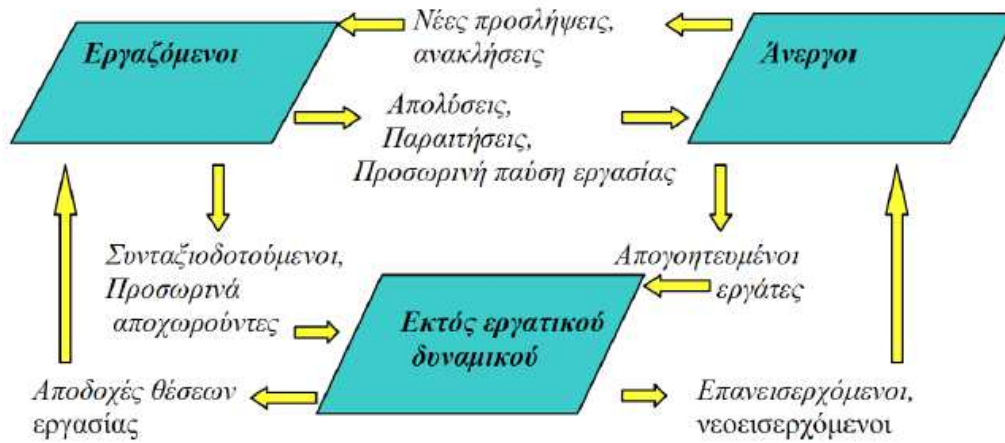 Νέες προσλήψεις,
ανακλήσεις
Εργαζόμενοι
Άνεργοι
Απολύσεις,
Παραιτήσεις,
Προσωρινή παύση εργασίας
Συνταξιοδοτούμενοι,
Προσωρινά
αποχωρούντες
Απογοητευμένοι
εργάτες
Εκτός εργατικού
δυναμικού
Αποδοχές θέσεων
εργασίας
Επανεισερχόμενοι,
νεοεισερχόμενοι